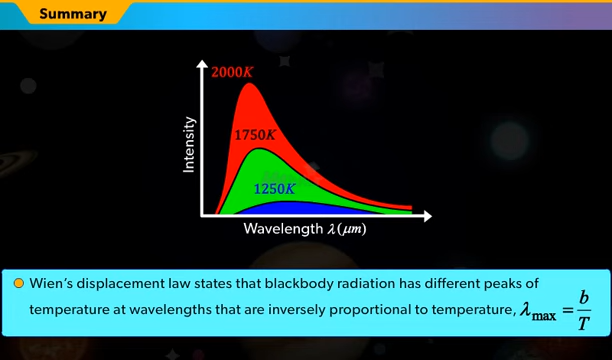 Summary
2000K
1750K
1250K
Intensity
Wavelength λ(μm)
Wien's displacement law states that blackbody radiation has different peaks of
temperature at wavelengths that are inversely proportional to temperature, λmax = b/T